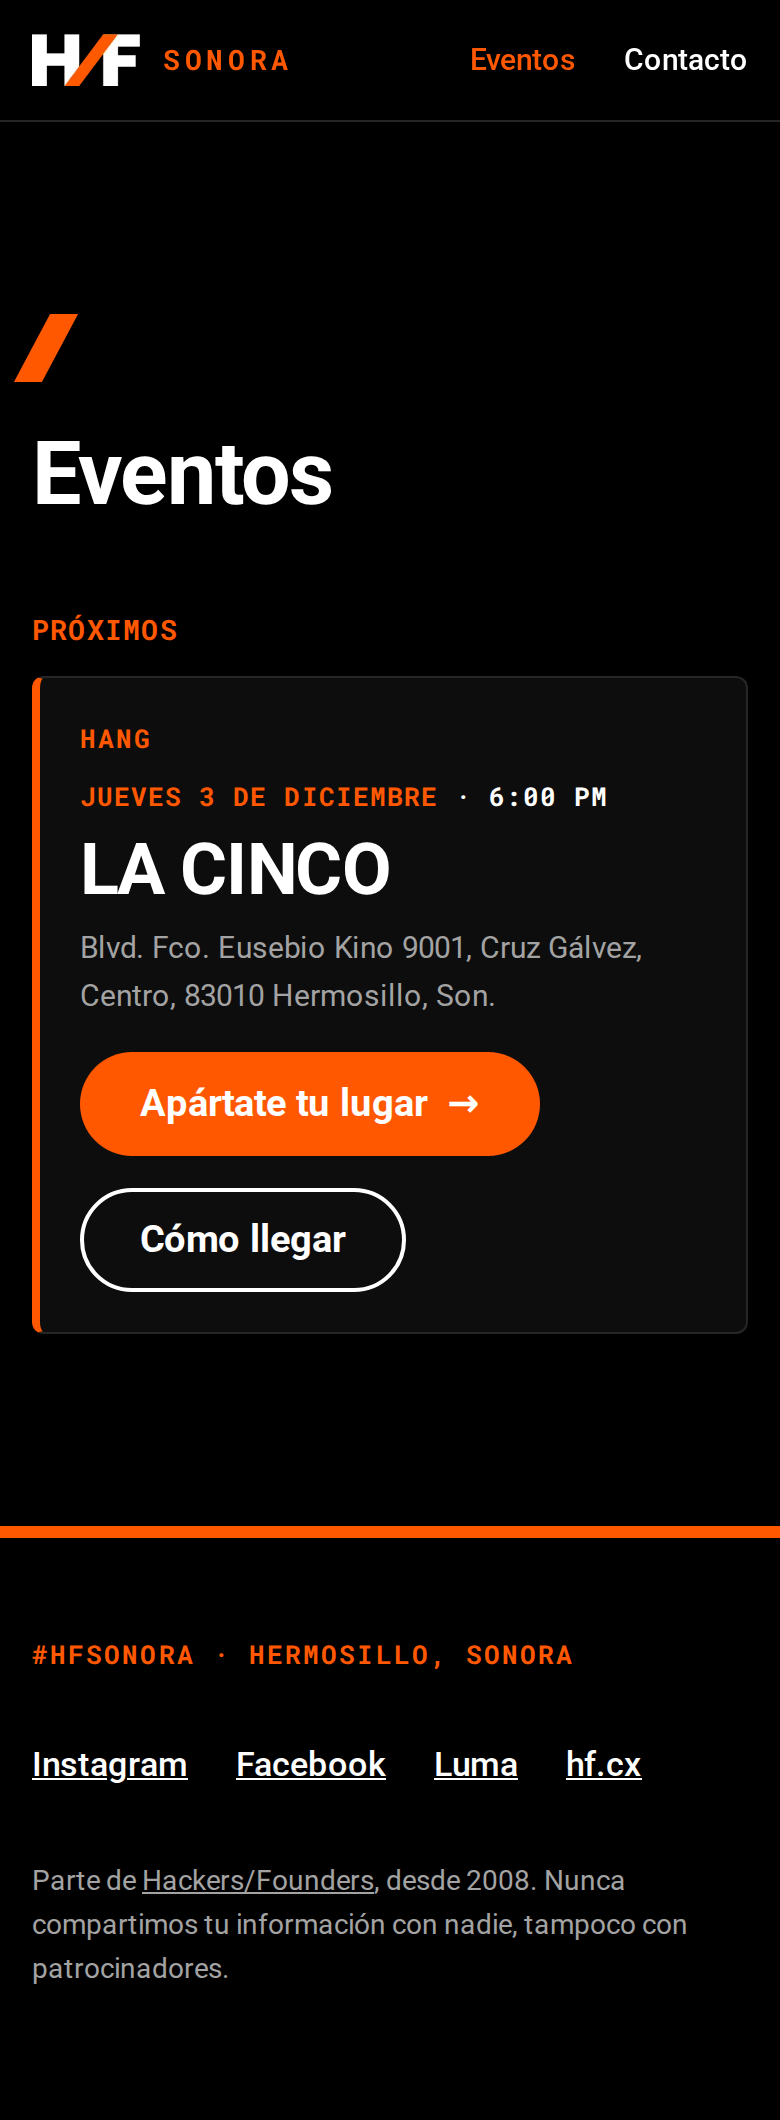 H/F SONORA Eventos Contacto
Eventos
PRÓXIMOS
HANG
JUEVES 3 DE DICIEMBRE · 6:00 PM
LA CINCO
Blvd. Fco. Eusebio Kino 9001, Cruz Gálvez,
Centro, 83010 Hermosillo, Son.
Apártate tu lugar →
Cómo llegar
#HFSONORA · HERMOSILLO, SONORA
Instagram Facebook Luma hf.cx
Parte de Hackers/Founders, desde 2008. Nunca
compartimos tu información con nadie, tampoco con
patrocinadores.